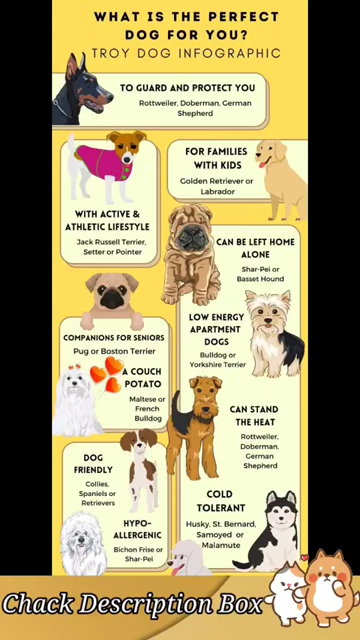 WHAT IS THE PERFECT
DOG FOR YOU?
TROY DOG INFOGRAPHIC
TO GUARD AND PROTECT YOU
Rottweiler, Doberman, German
Shepherd
FOR FAMILIES
WITH KIDS
Golden Retriever or
Labrador
WITH ACTIVE &
ATHLETIC LIFESTYLE
Jack Russell Terrier,
Setter or Pointer
CAN BE LEFT HOME
ALONE
Shar-Pei or
Basset Hound
LOW ENERGY
APARTMENT
DOGS
Bulldog or
Yorkshire Terrier
COMPANIONS FOR SENIORS
Pug or Boston Terrier
A COUCH
POTATO
Maltese or
French
Bulldog
CAN STAND
THE HEAT
Rottweiler,
Doberman,
German
Shepherd
DOG
FRIENDLY
Collies,
Spaniels or
Retrievers
COLD
TOLERANT
Husky, St. Bernard,
Samoyed or
Malamute
HYPO-
ALLERGENIC
Bichon Frise or
Shar-Pei
Chack Description Box